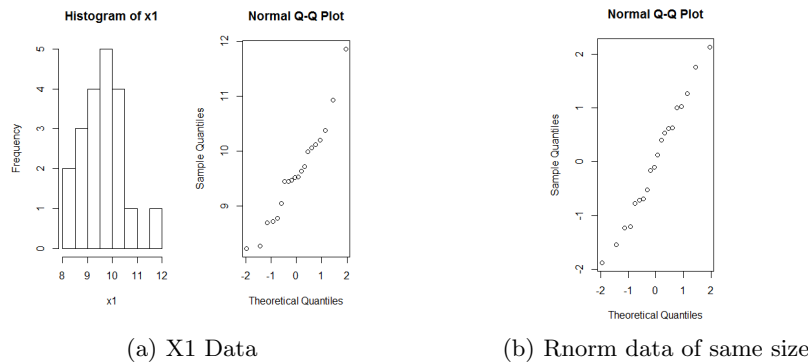 Histogram of x1
Frequency
5
4
3
2
1
0
8 9 10 11 12
x1
Normal Q-Q Plot
Sample Quantiles
12
11
10
9
-2 -1 0 1 2
Theoretical Quantiles
(a) X1 Data
Normal Q-Q Plot
Sample Quantiles
2
1
0
-1
-2
-2 -1 0 1 2
Theoretical Quantiles
(b) Rnorm data of same size